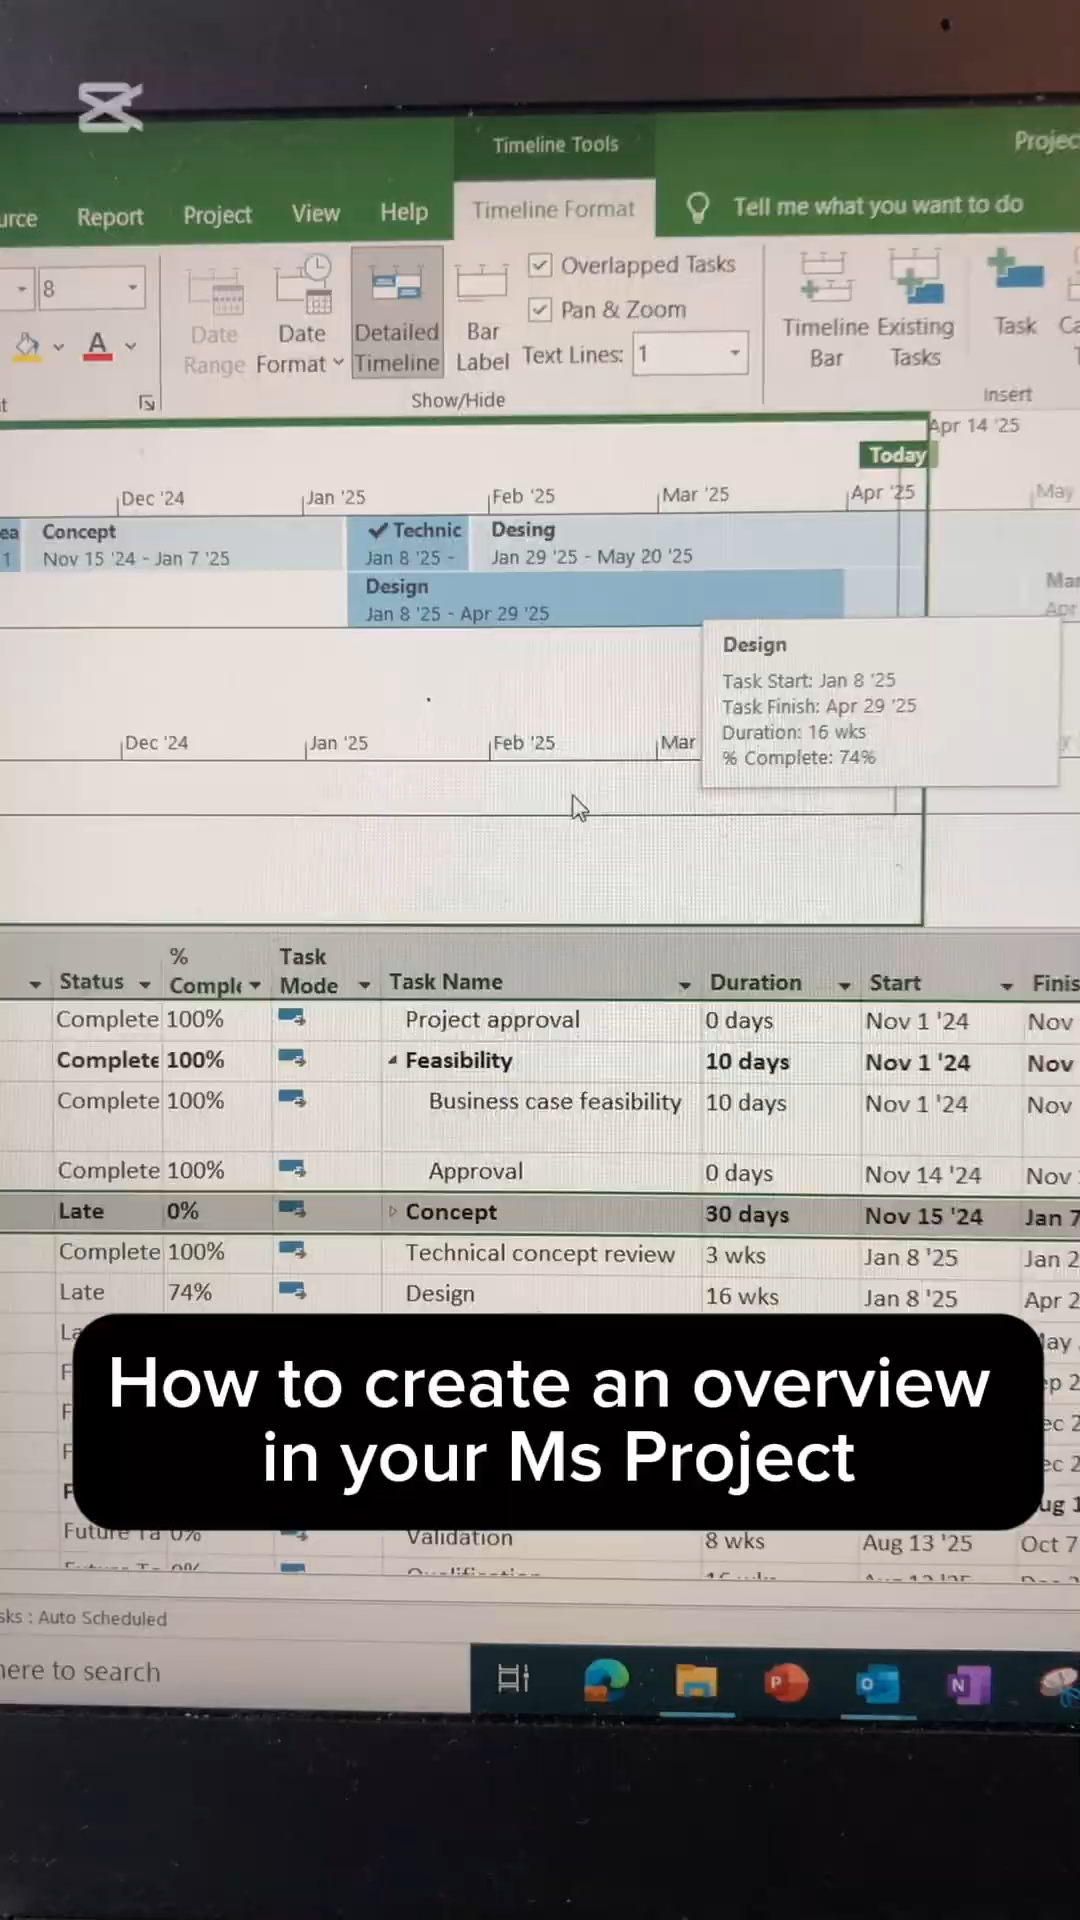 Timeline Tools
Projec
urce Report Project View Help Timeline Format Tell me what you want to do
8
Date Range
Date Format
Detailed Timeline
Bar Label
Overlapped Tasks
Pan & Zoom
Text Lines: 1
Timeline Bar
Existing Tasks
Task
Show/Hide
Insert
Apr 14 '25
Today
Dec '24 Jan '25 Feb '25 Mar '25 Apr '25 May
ea Concept Technic Desing
1 Nov 15 '24 - Jan 7 '25 Jan 8 '25 - Jan 29 '25 - May 20 '25
Design
Jan 8 '25 - Apr 29 '25
Mar
Apr
Design
Task Start: Jan 8 '25
Task Finish: Apr 29 '25
Duration: 16 wks
% Complete: 74%
Dec '24 Jan '25 Feb '25 Mar
Status % Comple Task Mode Task Name Duration Start Finis
Complete 100% Project approval 0 days Nov 1 '24 Nov
Complete 100% Feasibility 10 days Nov 1 '24 Nov
Complete 100% Business case feasibility 10 days Nov 1 '24 Nov
Complete 100% Approval 0 days Nov 14 '24 Nov
Late 0% Concept 30 days Nov 15 '24 Jan 7
Complete 100% Technical concept review 3 wks Jan 8 '25 Jan 2
Late 74% Design 16 wks Jan 8 '25 Apr 2
How to create an overview
in your Ms Project
Validation 8 wks Aug 13 '25 Oct 7
sks : Auto Scheduled
here to search